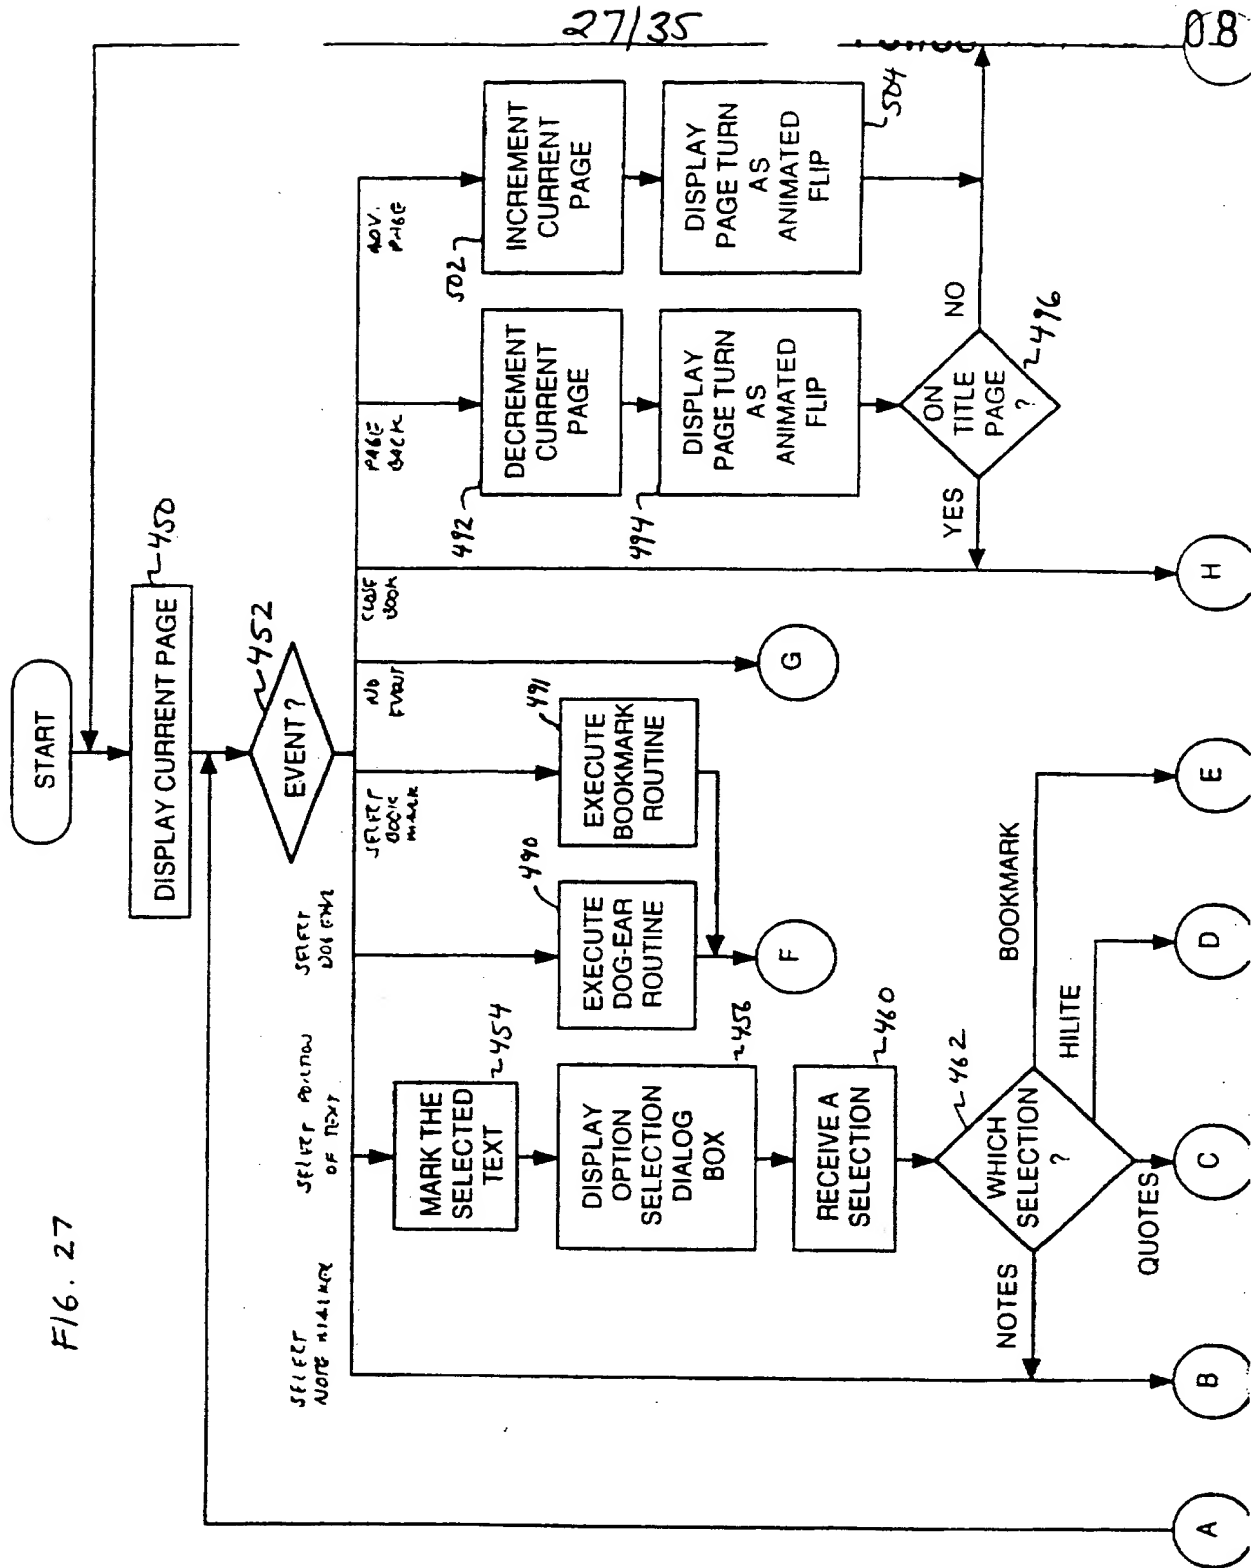 27/35
08
FIG. 27
START
DISPLAY CURRENT PAGE
450
EVENT?
452
SELECT
NOTE MARKER
SELECT PORTION
OF TEXT
SELECT
DOG EAR
SELECT
BOOK
MARK
NO
EVENT
CLOSE
BOOK
PAGE
BACK
ADV.
PAGE
MARK THE
SELECTED
TEXT
454
DISPLAY
OPTION
SELECTION
DIALOG
BOX
456
RECEIVE A
SELECTION
460
WHICH
SELECTION
?
462
NOTES
QUOTES
HILITE
BOOKMARK
EXECUTE
DOG-EAR
ROUTINE
490
EXECUTE
BOOKMARK
ROUTINE
491
DECREMENT
CURRENT
PAGE
492
DISPLAY
PAGE TURN
AS
ANIMATED
FLIP
494
ON
TITLE
PAGE
?
496
YES
NO
INCREMENT
CURRENT
PAGE
502
DISPLAY
PAGE TURN
AS
ANIMATED
FLIP
504
A
B
C
D
E
F
G
H